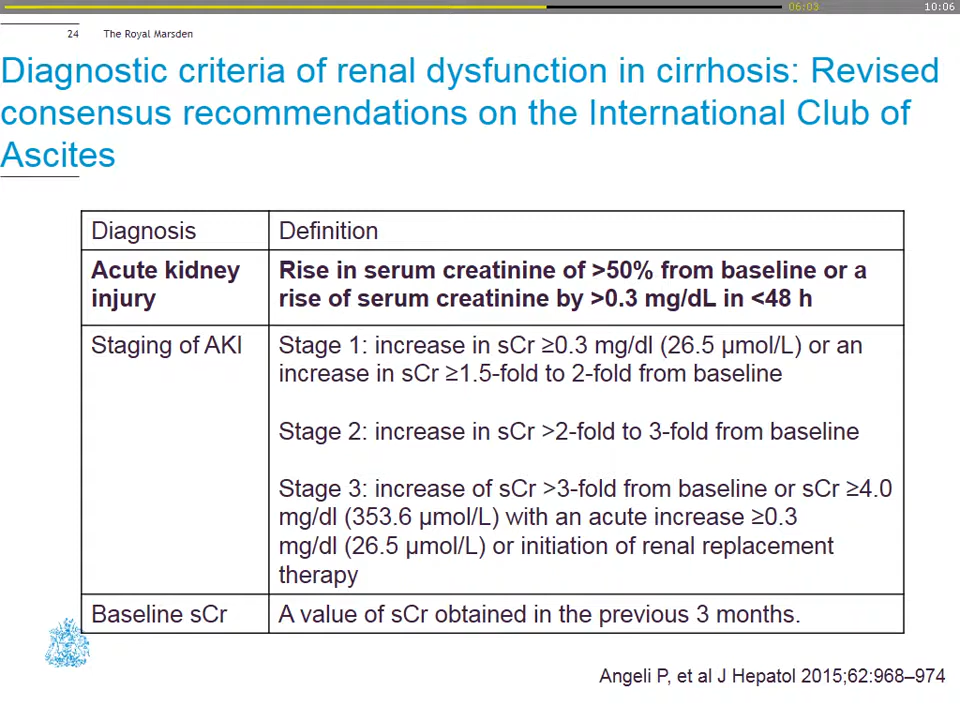 06:03
10:06
24 The Royal Marsden
Diagnostic criteria of renal dysfunction in cirrhosis: Revised
consensus recommendations on the International Club of
Ascites
Diagnosis Definition
Acute kidney
injury
Rise in serum creatinine of >50% from baseline or a
rise of serum creatinine by >0.3 mg/dL in <48 h
Staging of AKI
Stage 1: increase in sCr ≥0.3 mg/dl (26.5 μmol/L) or an
increase in sCr ≥1.5-fold to 2-fold from baseline
Stage 2: increase in sCr >2-fold to 3-fold from baseline
Stage 3: increase of sCr >3-fold from baseline or sCr ≥4.0
mg/dl (353.6 μmol/L) with an acute increase ≥0.3
mg/dl (26.5 μmol/L) or initiation of renal replacement
therapy
Baseline sCr
A value of sCr obtained in the previous 3 months.
Angeli P, et al J Hepatol 2015;62:968–974